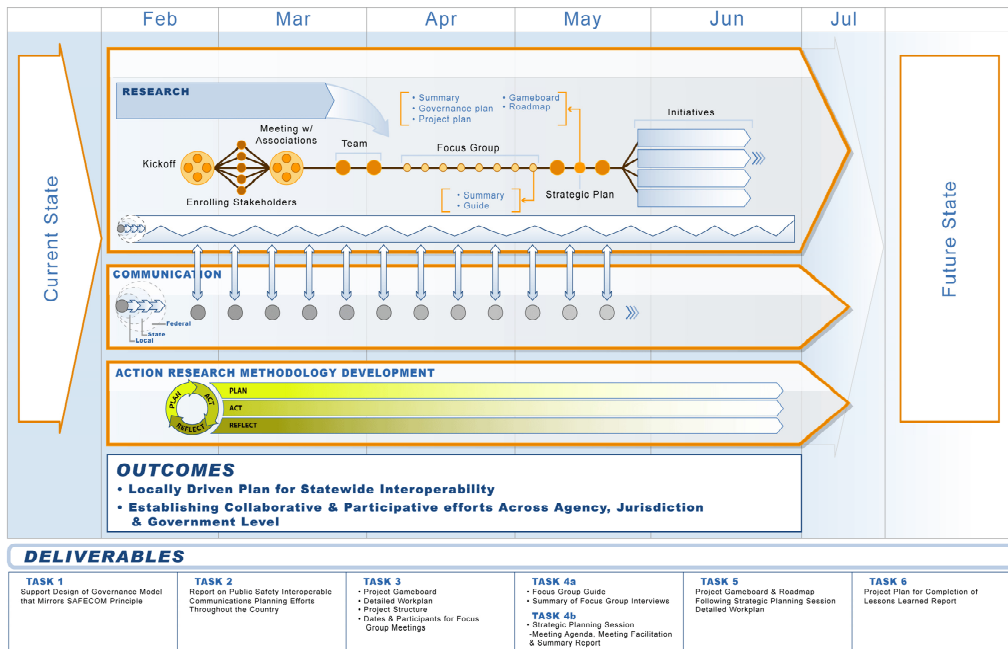 Feb Mar Apr May Jun Jul
Current State
Future State
RESEARCH
• Summary
• Governance plan
• Project plan
• Gameboard
• Roadmap
Initiatives
Meeting w/
Associations
Team
Focus Group
Kickoff
Enrolling Stakeholders
• Summary
• Guide
Strategic Plan
COMMUNICATION
Federal
State
Local
ACTION RESEARCH METHODOLOGY DEVELOPMENT
PLAN
ACT
REFLECT
PLAN
ACT
REFLECT
OUTCOMES
• Locally Driven Plan for Statewide Interoperability
• Establishing Collaborative & Participative efforts Across Agency, Jurisdiction
& Government Level
DELIVERABLES
TASK 1
Support Design of Governance Model
that Mirrors SAFECOM Principle
TASK 2
Report on Public Safety Interoperable
Communications Planning Efforts
Throughout the Country
TASK 3
• Project Gameboard
• Detailed Workplan
• Project Structure
• Dates & Participants for Focus
Group Meetings
TASK 4a
• Focus Group Guide
• Summary of Focus Group Interviews
TASK 4b
• Strategic Planning Session
-Meeting Agenda, Meeting Facilitation
& Summary Report
TASK 5
Project Gameboard & Roadmap
Following Strategic Planning Session
Detailed Workplan
TASK 6
Project Plan for Completion of
Lessons Learned Report